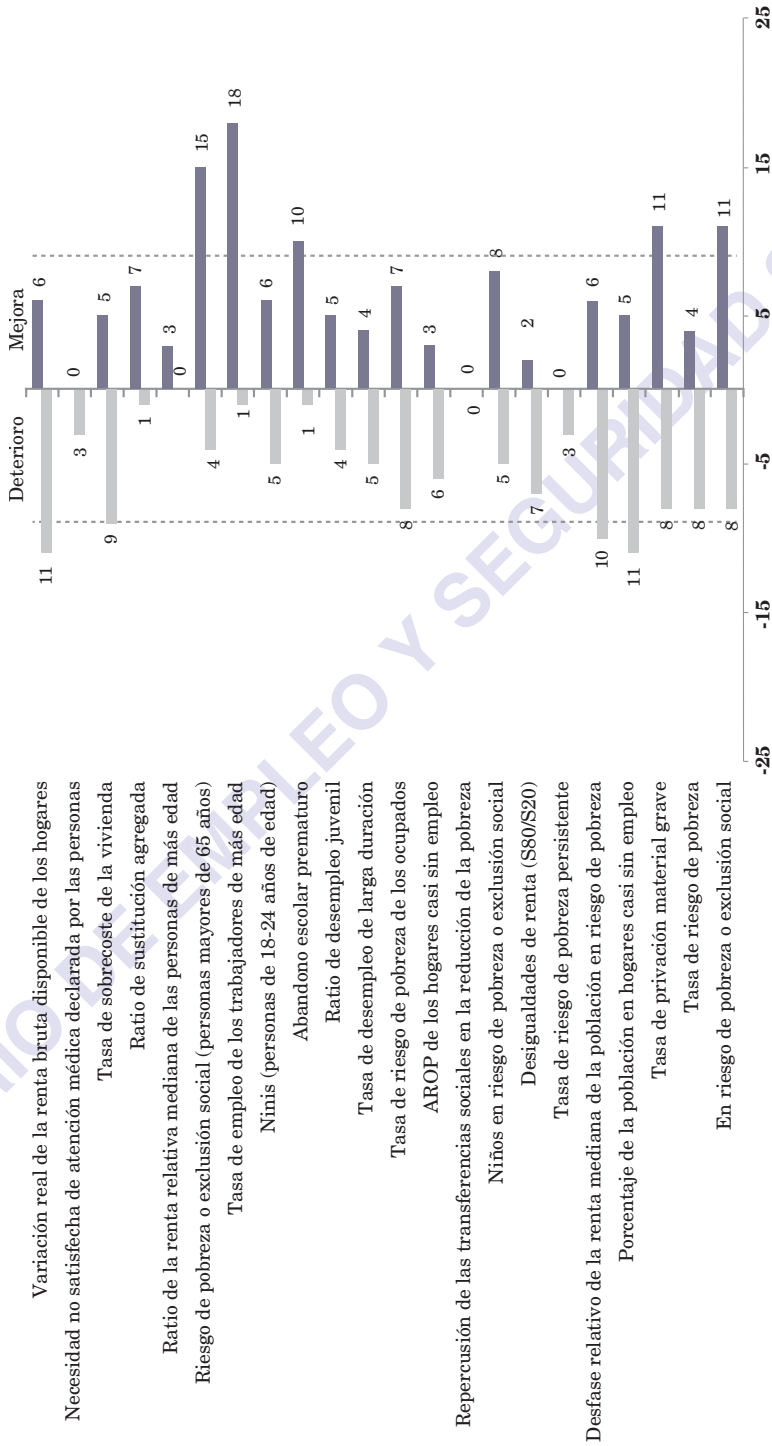 Deterioro Mejora
Variación real de la renta bruta disponible de los hogares 11 6
Necesidad no satisfecha de atención médica declarada por las personas 3 0
Tasa de sobrecoste de la vivienda 9 5
Ratio de sustitución agregada 1 7
Ratio de la renta relativa mediana de las personas de más edad 0 3
Riesgo de pobreza o exclusión social (personas mayores de 65 años) 4 15
Tasa de empleo de los trabajadores de más edad 1 18
Ninis (personas de 18-24 años de edad) 5 6
Abandono escolar prematuro 1 10
Ratio de desempleo juvenil 4 5
Tasa de desempleo de larga duración 5 4
Tasa de riesgo de pobreza de los ocupados 8 7
AROP de los hogares casi sin empleo 6 3
Repercusión de las transferencias sociales en la reducción de la pobreza 0 0
Niños en riesgo de pobreza o exclusión social 5 8
Desigualdades de renta (S80/S20) 7 2
Tasa de riesgo de pobreza persistente 3 0
Desfase relativo de la renta mediana de la población en riesgo de pobreza 10 6
Porcentaje de la población en hogares casi sin empleo 11 5
Tasa de privación material grave 8 11
Tasa de riesgo de pobreza 8 4
En riesgo de pobreza o exclusión social 8 11
-25 -15 -5 5 15 25
IO DE EMPLEO Y SEGURIDAD